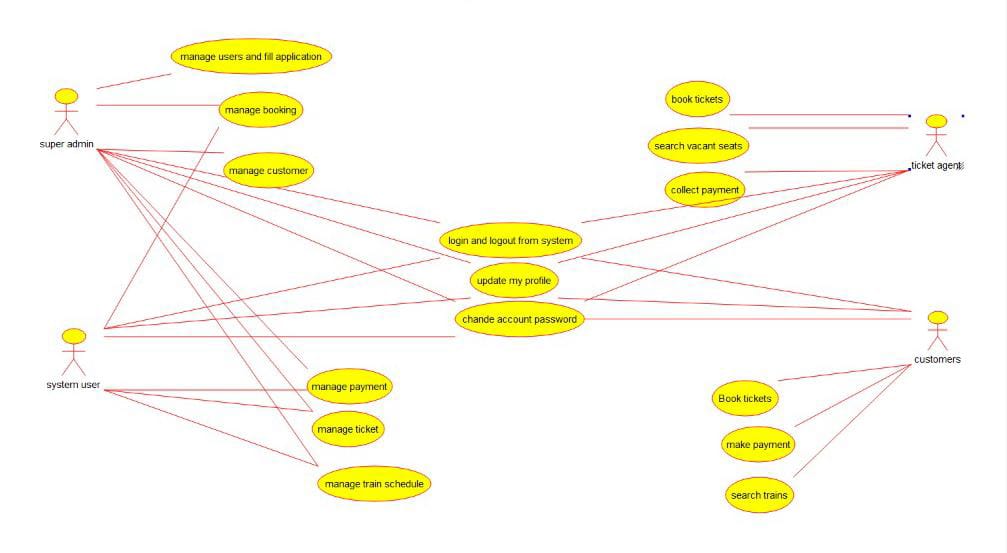 manage users and fill application
manage booking
book tickets
super admin
search vacant seats
ticket agent
manage customer
collect payment
login and logout from system
update my profile
chande account password
customers
system user
manage payment
Book tickets
manage ticket
make payment
manage train schedule
search trains